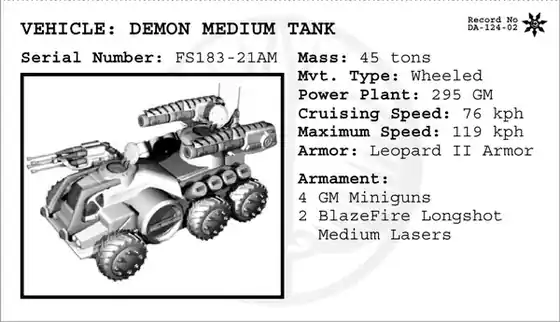 VEHICLE: DEMON MEDIUM TANK
Record No
DA-124-02
Serial Number: FS183-21AM
Mass: 45 tons
Mvt. Type: Wheeled
Power Plant: 295 GM
Cruising Speed: 76 kph
Maximum Speed: 119 kph
Armor: Leopard II Armor
Armament:
4 GM Miniguns
2 BlazeFire Longshot
Medium Lasers